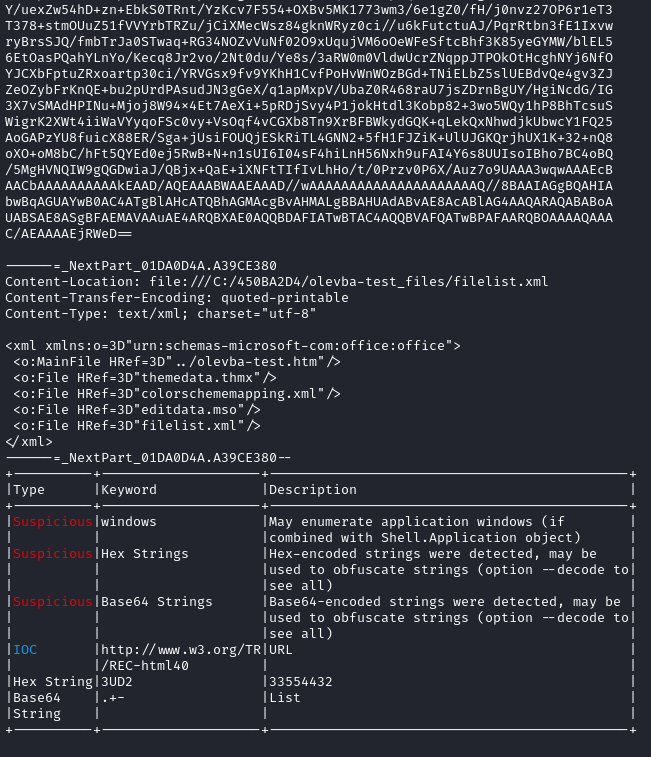 Y/uexZw54hD+zn+EbkS0TRnt/YzKcv7F554+OXBv5MK1773wm3/6e1gZ0/fH/j0nvz27OP6r1eT3
T378+stmOUuZ51fVVYrbTRZu/jCiXMecWsz84gknWRyz0ci//u6kFutctuAJ/PqrRtbn3fE1Ixvw
ryBrsSJQ/fmbTrJa0STwaq+RG34NOZvVuNf02O9xUqujVM6oOeWFeSftcBhf3K85yeGYMW/blEL5
6EtOasPQahYLnYo/Kecq8Jr2vo/2Nt0du/Ye8s/3aRW0m0VldwUcrZNqppJTPOkOtHcghNYj6NfO
YJCXbFptuZRxoartp30ci/YRVGsx9fv9YKhH1CvfPoHvWnWOzBGd+TNiELbZ5slUEBdvQe4gv3ZJ
ZeOZybFrKnQE+bu2pUrdPAsudJN3gGeX/q1apMxpV/UbaZ0R468raU7jsZDrnBgUY/HgiNcdG/IG
3X7vSMAdHPINu+Mjoj8W94x4Et7AeXi+5pRDjSvy4P1jokHtdl3Kobp82+3wo5WQy1hP8BhTcsuS
WigrK2XWt4iiWaVYyqoFSc0vy+VsOqf4vCGXb8Tn9XrBFBWkydGQK+qLekQxNhwdjkUbwcY1FQ25
AoGAPzYU8fuicX88ER/Sga+jUsiFOUQjESkRiTL4GNN2+5fH1FJZiK+UlUJGKQrjhUX1K+32+nQ8
oXO+oM8bC/hFt5QYEd0ej5RwB+N+n1sUI6I04sF4hiLnH56Nxh9uFAI4Y6s8UUIsoIBho7BC4oBQ
/5MgHVNQIW9gQGDwiaJ/QBjx+QaE+iXNFtTIfIvLhHo/t/0Przv0P6X/Auz7o9UAAA3wqwAAAEcB
AACbAAAAAAAAAAkEAAD/AQEAAABWAAEAAAD//wAAAAAAAAAAAAAAAAAAAAAAQ//8BAAIAGgBQAHIA
bwBqAGUAYwB0AC4ATgBlAHcATQBhAGMAcgBvAHMALgBBAHUAdABvAE8AcABlAG4AAQARAQABABoA
UABSAE8ASgBFAEMAVAAuAE4ARQBXAE0AQQBDAFIATwBTAC4AQQBVAFQATwBPAFAARQBOAAAAQAAA
C/AEAAAAEjRWeD==
------=_NextPart_01DA0D4A.A39CE380
Content-Location: file:///C:/450BA2D4/olevba-test_files/filelist.xml
Content-Transfer-Encoding: quoted-printable
Content-Type: text/xml; charset="utf-8"
<xml xmlns:o=3D"urn:schemas-microsoft-com:office:office">
<o:MainFile HRef=3D"../olevba-test.htm"/>
<o:File HRef=3D"themedata.thmx"/>
<o:File HRef=3D"colorschememapping.xml"/>
<o:File HRef=3D"editdata.mso"/>
<o:File HRef=3D"filelist.xml"/>
</xml>
------=_NextPart_01DA0D4A.A39CE380--
+----------+--------------------+---------------------------------------------+
|Type      |Keyword             |Description                                  |
+----------+--------------------+---------------------------------------------+
|Suspicious|windows             |May enumerate application windows (if        |
|          |                    |combined with Shell.Application object)      |
|Suspicious|Hex Strings         |Hex-encoded strings were detected, may be    |
|          |                    |used to obfuscate strings (option --decode to|
|          |                    |see all)                                     |
|Suspicious|Base64 Strings      |Base64-encoded strings were detected, may be |
|          |                    |used to obfuscate strings (option --decode to|
|          |                    |see all)                                     |
|IOC       |http://www.w3.org/TR|URL                                          |
|          |/REC-html40         |                                             |
|Hex String|3UD2                |33554432                                     |
|Base64    |.+-                 |List                                         |
|String    |                    |                                             |
+----------+--------------------+---------------------------------------------+